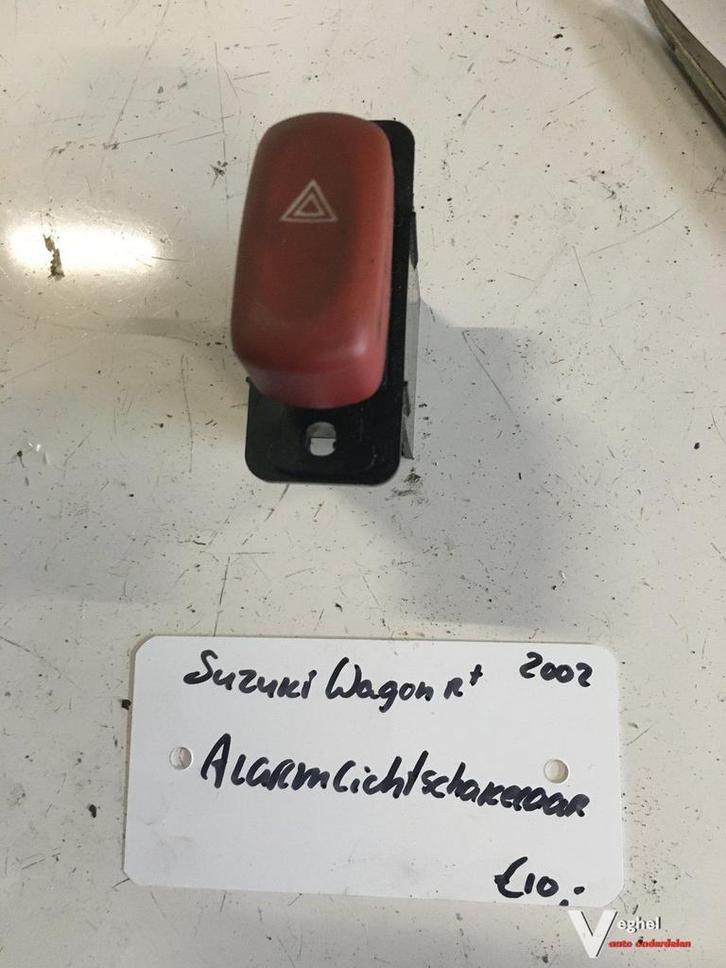 Suzuki Wagon R+ 2002
Alarmlichtschakelaar
€10,-
Veghel
auto onderdelen